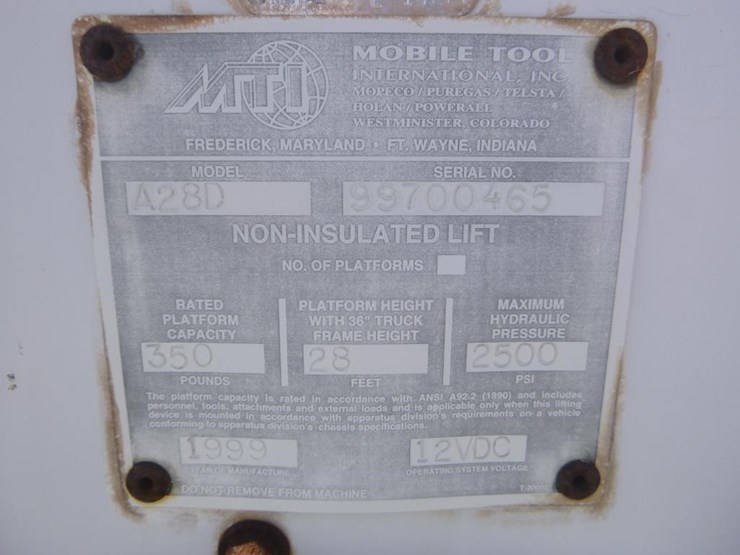 MTI
MOBILE TOOL
INTERNATIONAL, INC
MOPECO / PUREGAS / TELSTA /
HOLAN / POWERALL
WESTMINISTER, COLORADO
FREDERICK, MARYLAND • FT. WAYNE, INDIANA
MODEL SERIAL NO.
A28D 99700465
NON-INSULATED LIFT
NO. OF PLATFORMS
RATED PLATFORM CAPACITY
350
POUNDS
PLATFORM HEIGHT WITH 36" TRUCK FRAME HEIGHT
28
FEET
MAXIMUM HYDRAULIC PRESSURE
2500
PSI
The platform capacity is rated in accordance with ANSI A92.2 (1990) and includes
personnel, tools, attachments and external loads and is applicable only when this lifting
device is mounted in accordance with apparatus division's requirements on a vehicle
conforming to apparatus division's chassis specifications.
1999 12VDC
YEAR OF MANUFACTURE OPERATING SYSTEM VOLTAGE
DO NOT REMOVE FROM MACHINE